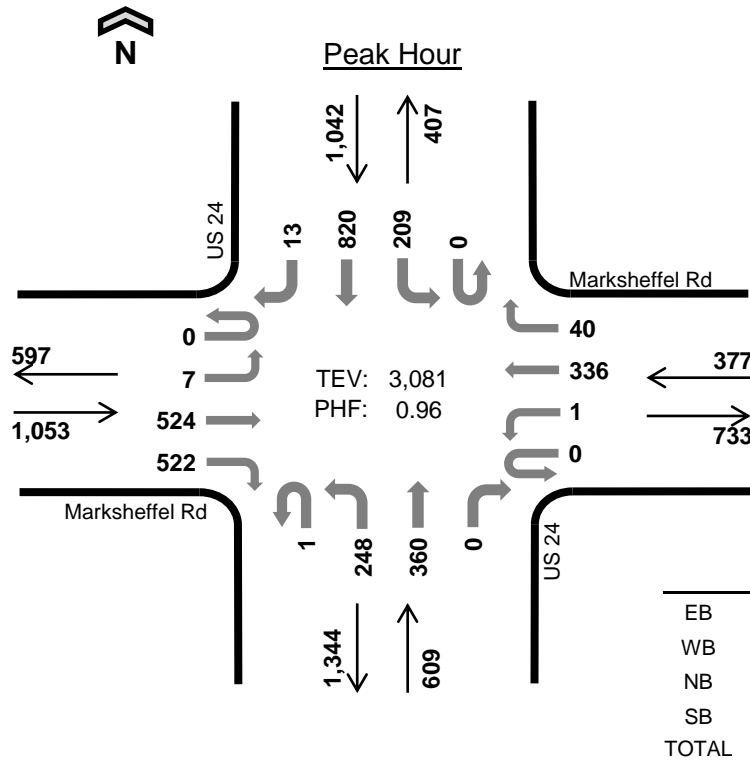 N
Peak Hour
1,042
407
US 24
13
820
209
0
Marksheffel Rd
0
40
597
7
TEV: 3,081
336
377
PHF: 0.96
1,053
524
1
733
522
0
Marksheffel Rd
1
248
360
0
US 24
1,344
609
EB
WB
NB
SB
TOTAL